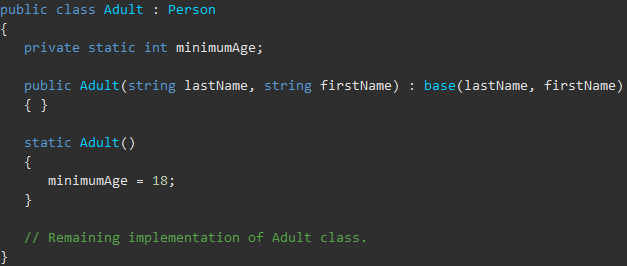 public class Adult : Person
{
private static int minimumAge;
public Adult(string lastName, string firstName) : base(lastName, firstName)
{ }
static Adult()
{
minimumAge = 18;
}
// Remaining implementation of Adult class.
}